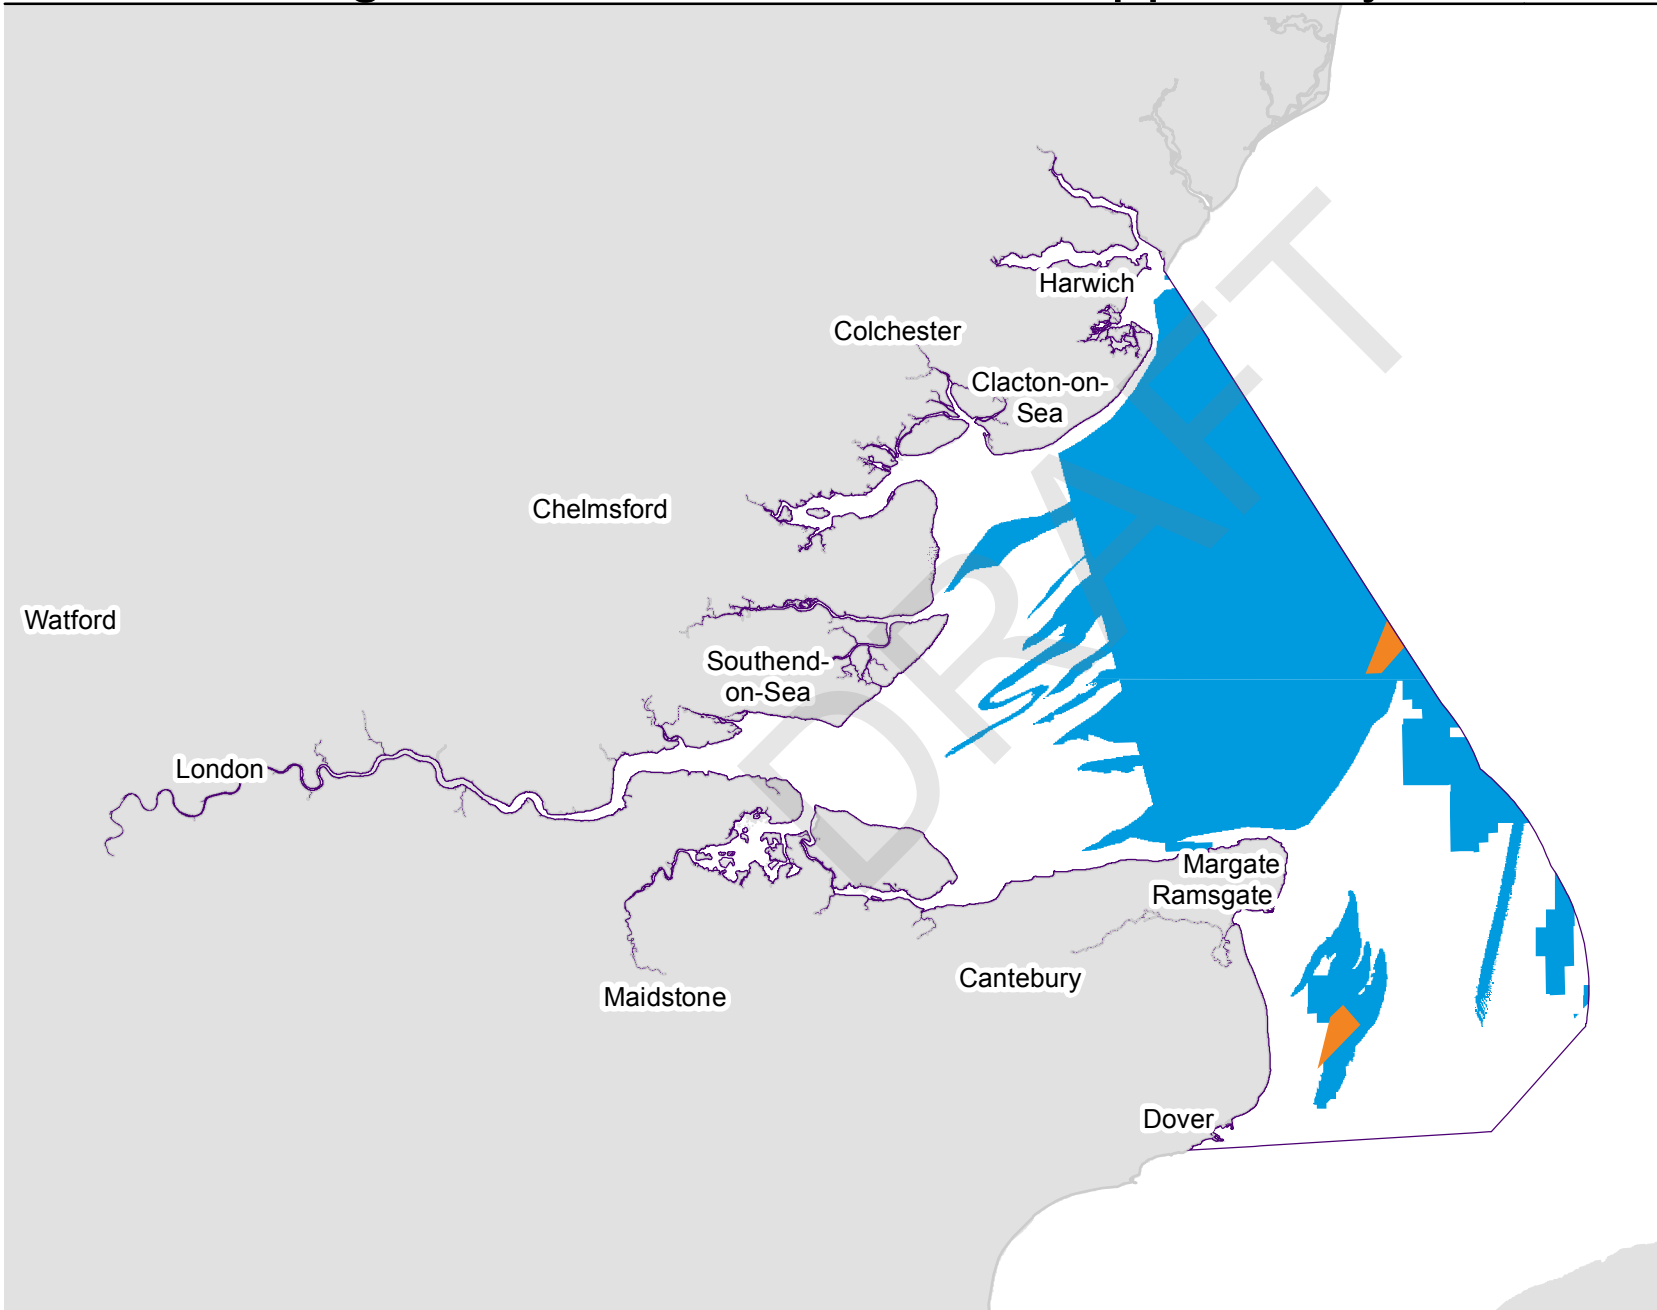 Harwich
Colchester
Clacton-on-
Sea
Chelmsford
Watford
Southend-
on-Sea
London
Margate
Ramsgate
Cantebury
Maidstone
Dover
DRAFT